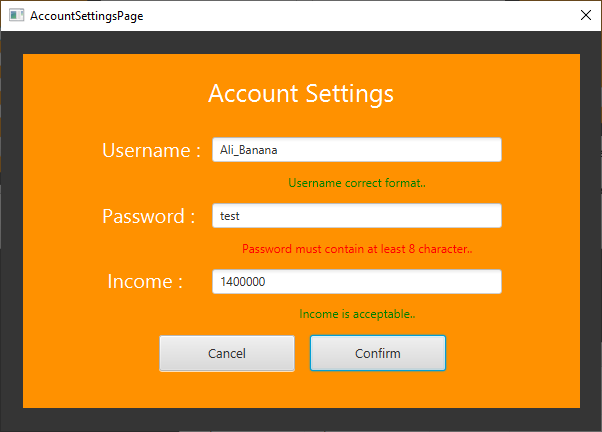 AccountSettingsPage
Account Settings
Username : Ali_Banana
Username correct format..
Password : test
Password must contain at least 8 character..
Income : 1400000
Income is acceptable..
Cancel Confirm